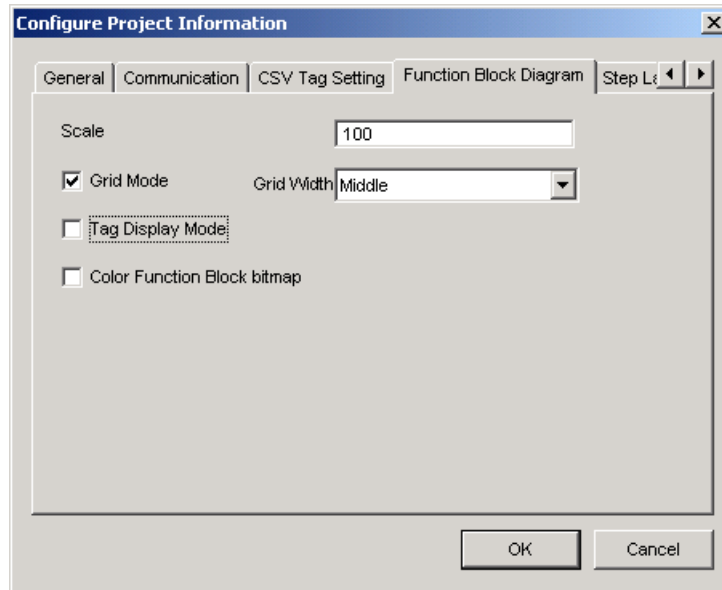 Configure Project Information
General Communication CSV Tag Setting Function Block Diagram Step
Scale 100
Grid Mode Grid Width Middle
Tag Display Mode
Color Function Block bitmap
OK Cancel